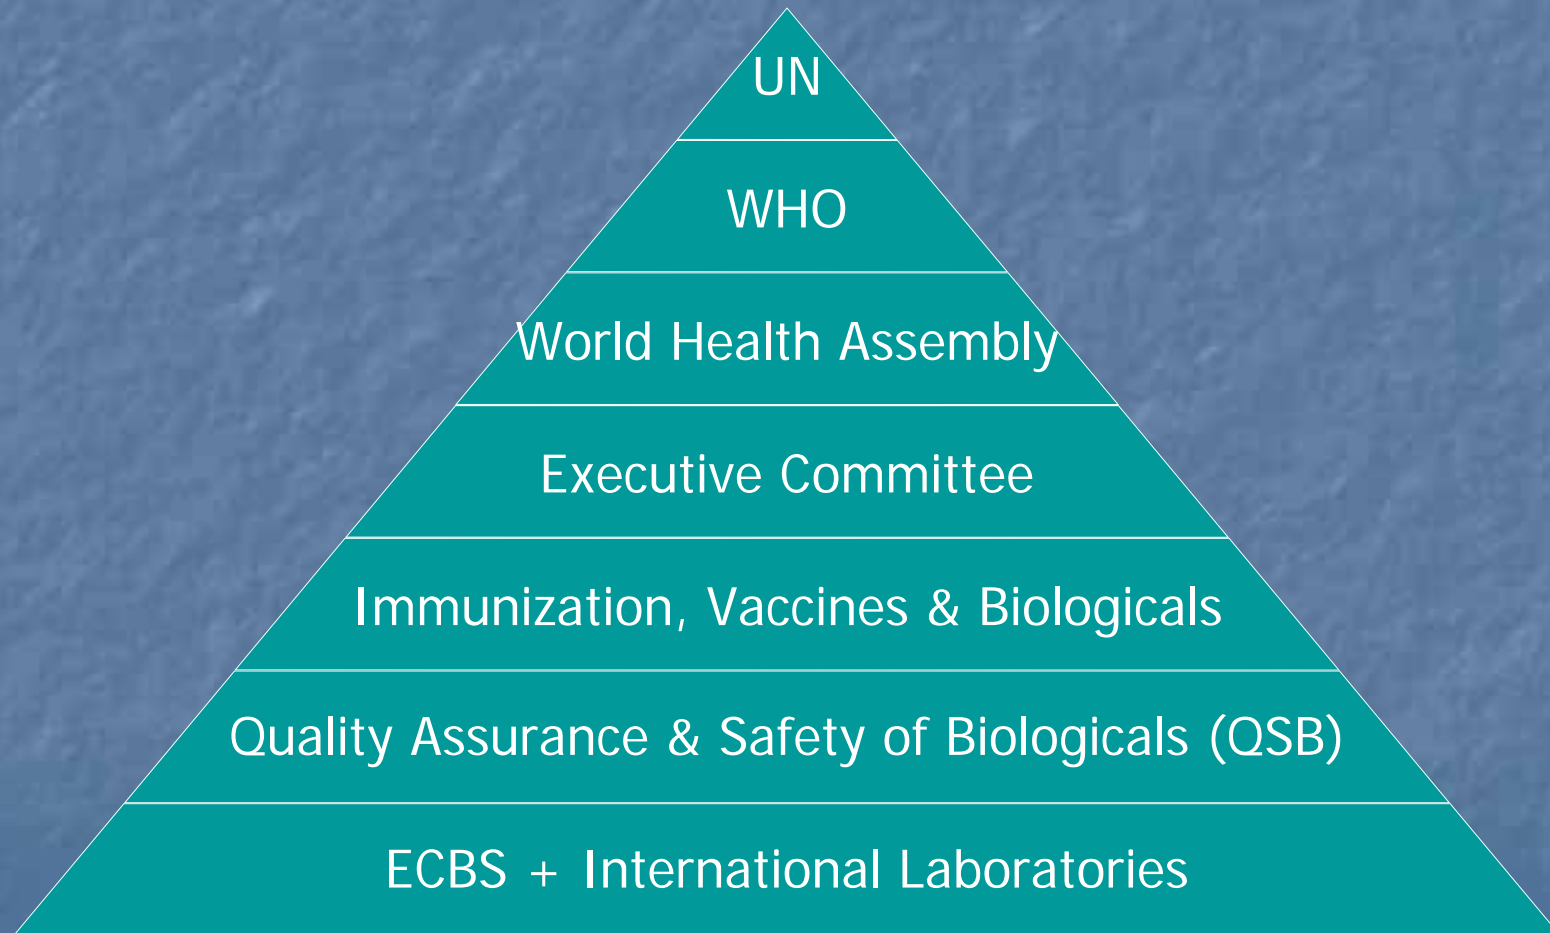 UN
WHO
World Health Assembly
Executive Committee
Immunization, Vaccines & Biologicals
Quality Assurance & Safety of Biologicals (QSB)
ECBS + International Laboratories